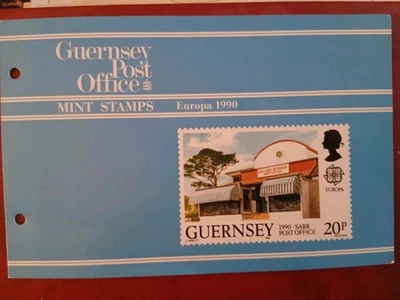 Guernsey
Post
Office
MINT STAMPS Europa 1990
EUROPA
GUERNSEY 1990 - SARK
POST OFFICE 20P